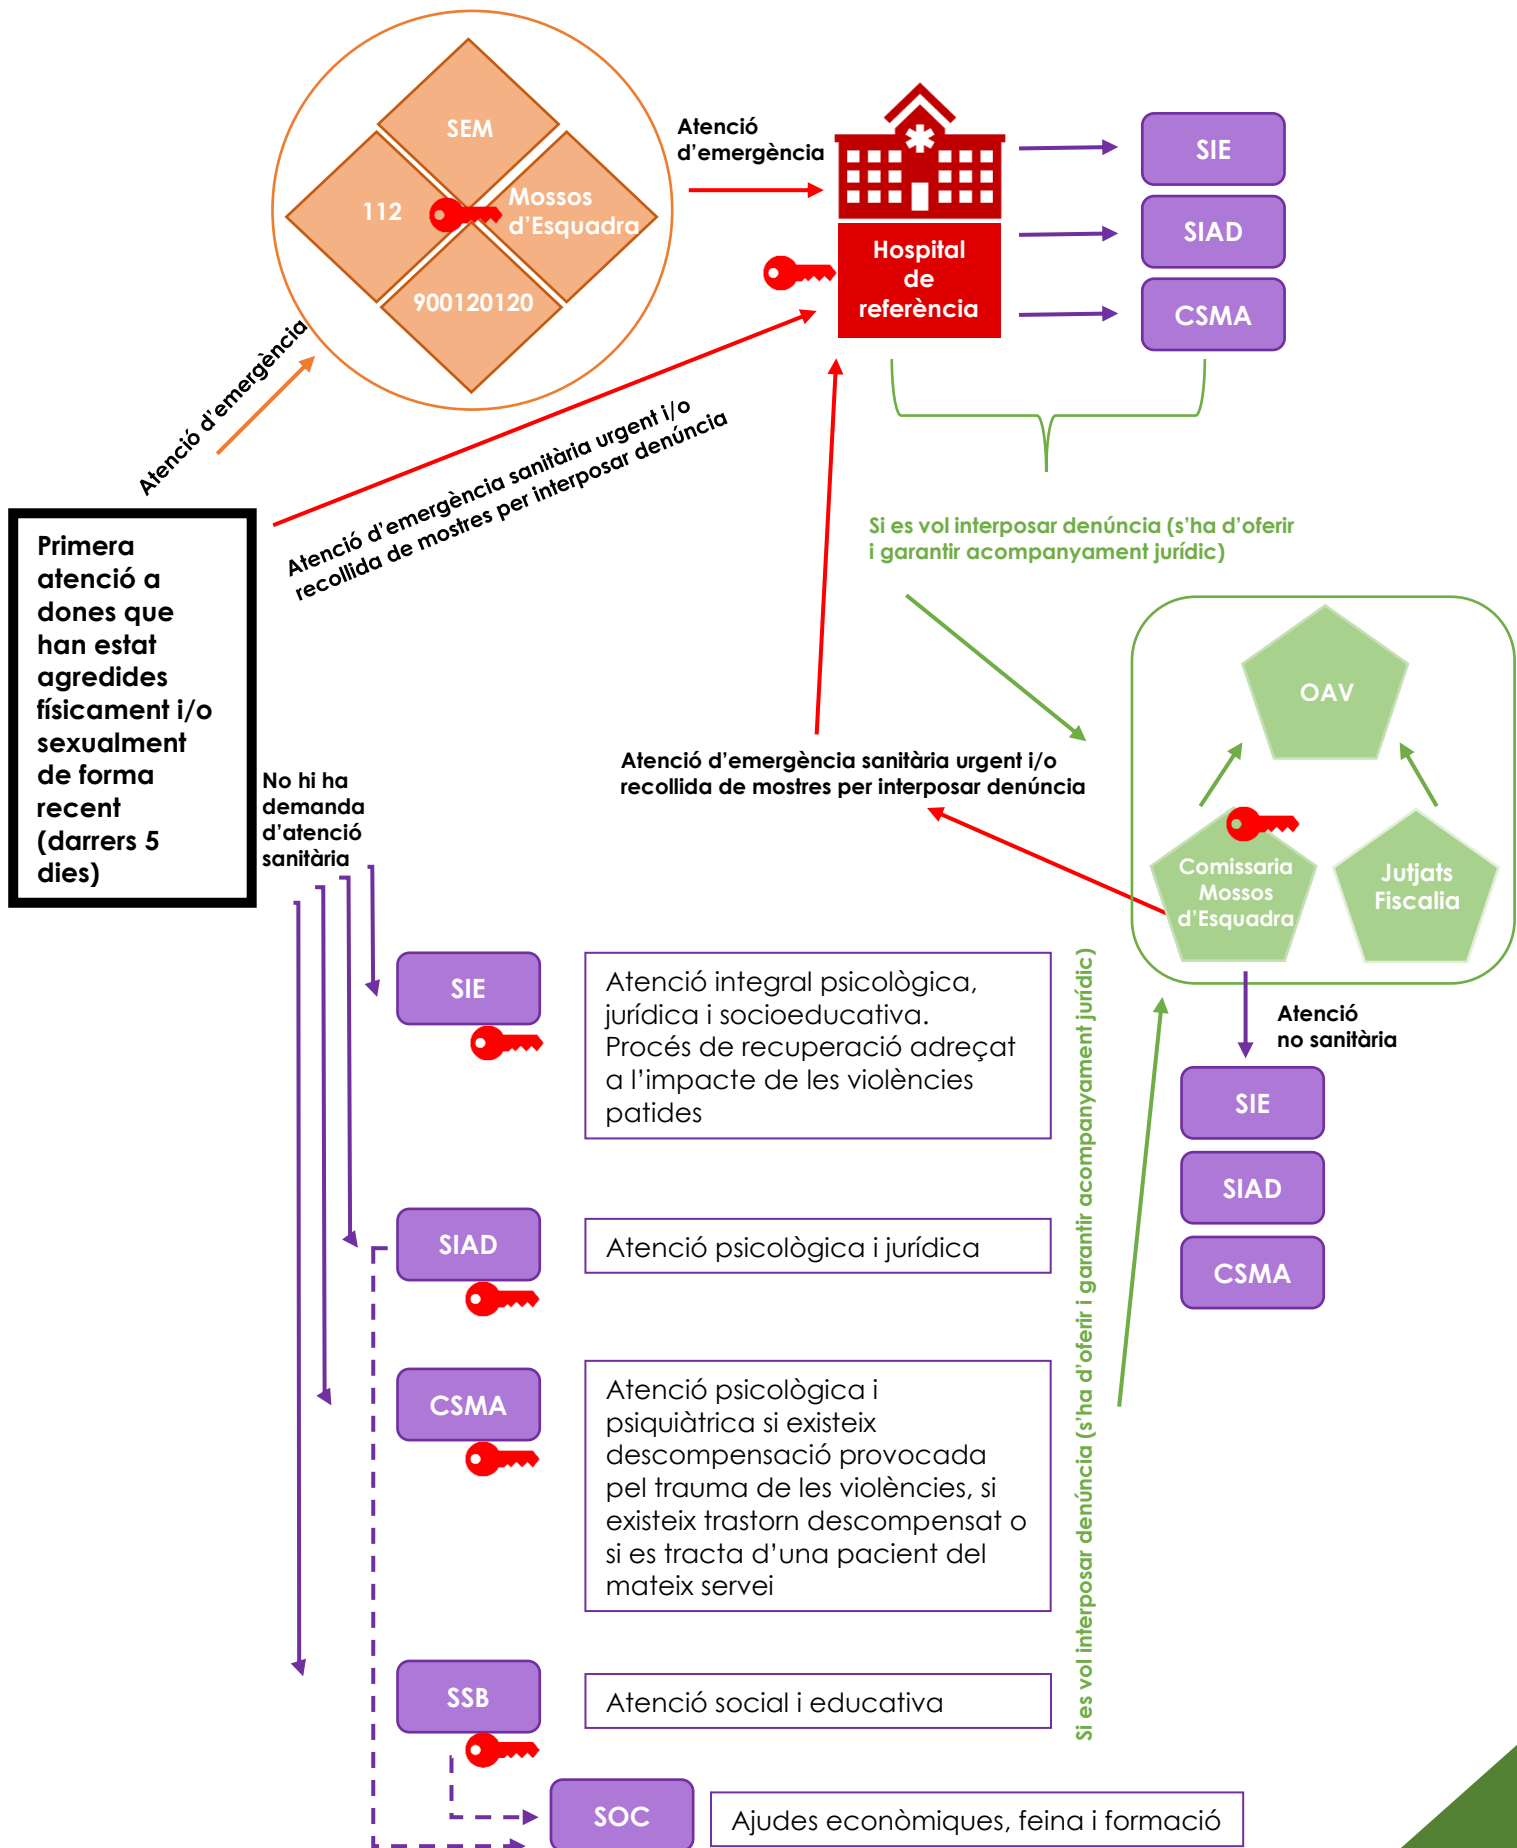 SEM
112
Mossos
d'Esquadra
900120120
Atenció
d'emergència
Hospital
de
referència
SIE
SIAD
CSMA
Atenció d'emergència
Atenció d'emergència sanitària urgent i/o
recollida de mostres per interposar denúncia
Si es vol interposar denúncia (s'ha d'oferir
i garantir acompanyament jurídic)
Primera
atenció a
dones que
han estat
agredides
físicament i/o
sexualment
de forma
recent
(darrers 5
dies)
No hi ha
demanda
d'atenció
sanitària
Atenció d'emergència sanitària urgent i/o
recollida de mostres per interposar denúncia
OAV
Comissaria
Mossos
d'Esquadra
Jutjats
Fiscalia
Atenció
no sanitària
SIE
SIAD
CSMA
SIE
Atenció integral psicològica,
jurídica i socioeducativa.
Procés de recuperació adreçat
a l'impacte de les violències
patides
SIAD
Atenció psicològica i jurídica
CSMA
Atenció psicològica i
psiquiàtrica si existeix
descompensació provocada
pel trauma de les violències, si
existeix trastorn descompensat o
si es tracta d'una pacient del
mateix servei
SSB
Atenció social i educativa
Si es vol interposar denúncia (s'ha d'oferir i garantir acompanyament jurídic)
SOC
Ajudes econòmiques, feina i formació